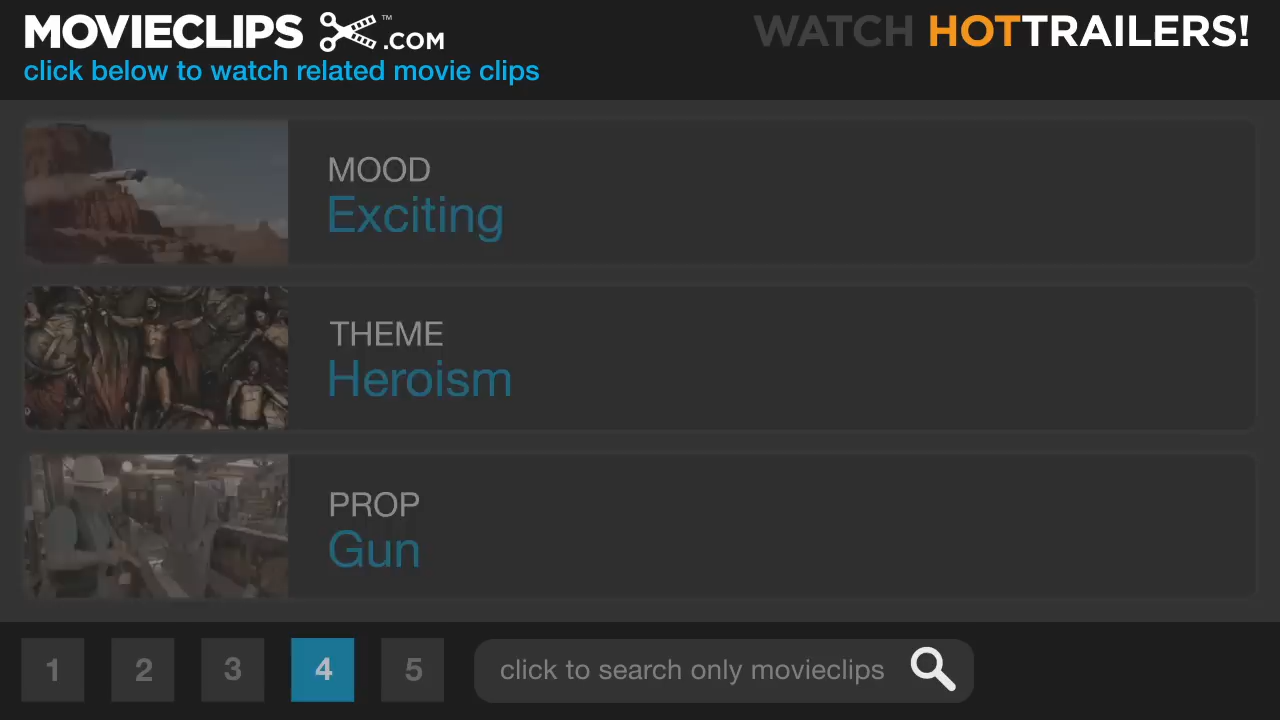 MOVIECLIPS ™.COM
WATCH HOTTRAILERS!
click below to watch related movie clips
MOOD
Exciting
THEME
Heroism
PROP
Gun
1 2 3 4 5 click to search only movieclips